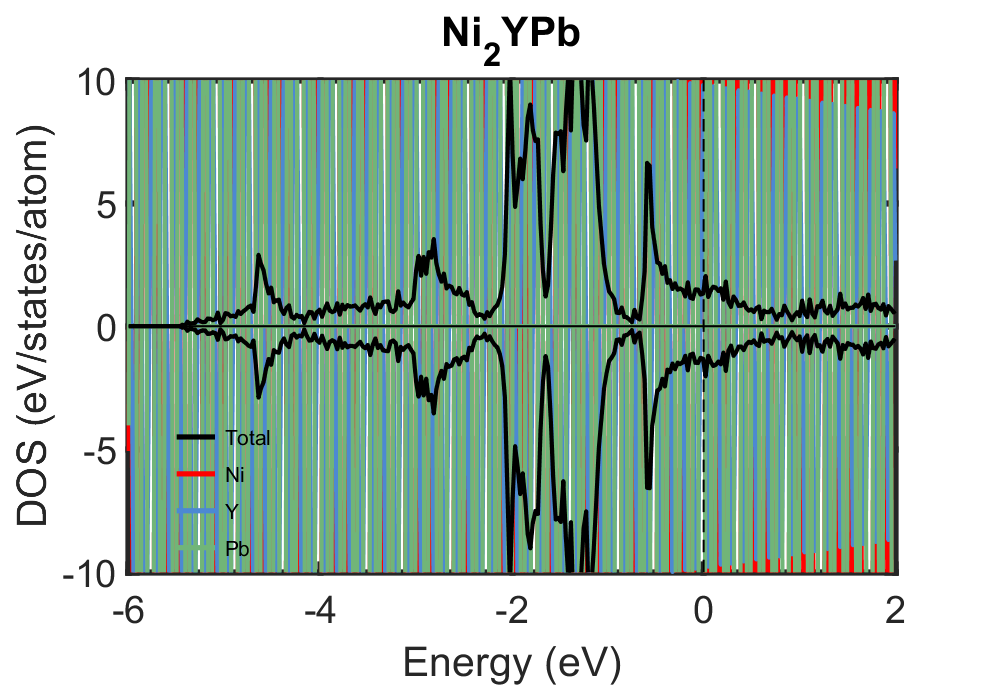 Ni₂YPb
DOS (eV/states/atom)
10
5
0
-5
-10
Total
Ni
Y
Pb
-6 -4 -2 0 2
Energy (eV)